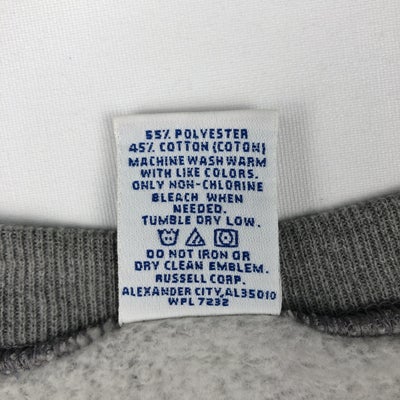 55% POLYESTER
45% COTTON (COTON)
MACHINE WASH WARM
WITH LIKE COLORS.
ONLY NON-CHLORINE
BLEACH WHEN
NEEDED.
TUMBLE DRY LOW.
DO NOT IRON OR
DRY CLEAN EMBLEM.
RUSSELL CORP.
ALEXANDER CITY,AL35010
WPL 7232